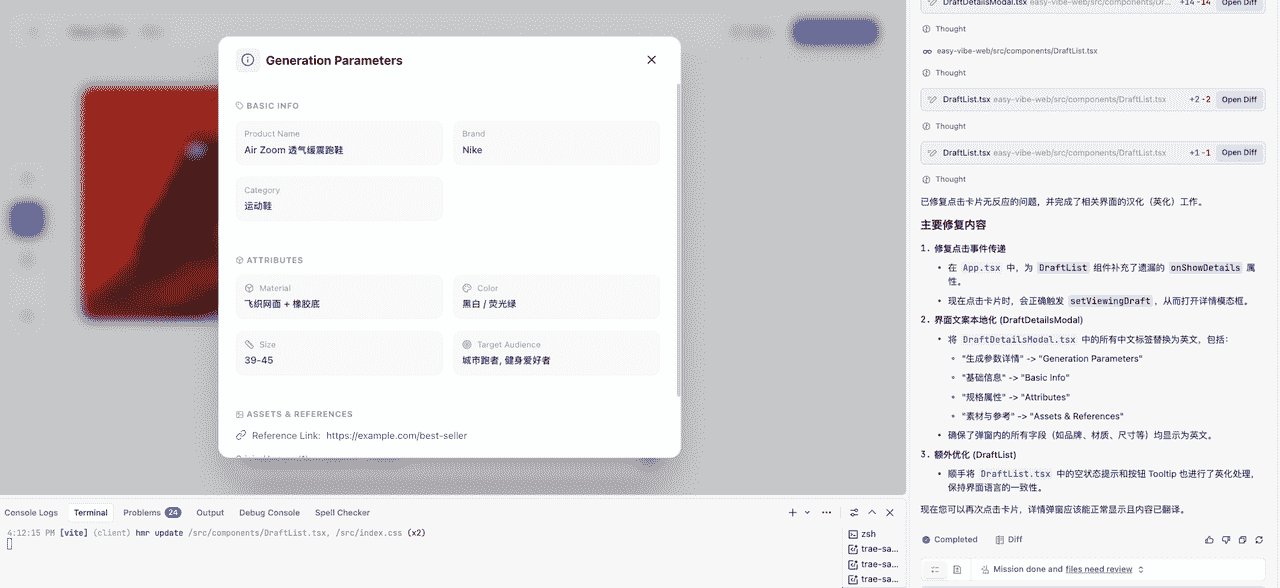 Generation Parameters
BASIC INFO
Product Name
Air Zoom 透气缓震跑鞋
Brand
Nike
Category
运动鞋
ATTRIBUTES
Material
飞织网面 + 橡胶底
Color
黑白 / 荧光绿
Size
39-45
Target Audience
城市跑者, 健身爱好者
ASSETS & REFERENCES
Reference Link: https://example.com/best-seller
Console Logs
Terminal
Problems 24
Output
Debug Console
Spell Checker
4:12:15 PM [vite] (client) hmr update /src/components/DraftList.tsx, /src/index.css (x2)
zsh
trae-sa...
trae-sa...
trae-sa...
DraftDetailsModal.tsx easy-vibe-web/src/components/Dr... +14 -14 Open Diff
Thought
easy-vibe-web/src/components/DraftList.tsx
Thought
DraftList.tsx easy-vibe-web/src/components/DraftList.tsx +2 -2 Open Diff
Thought
DraftList.tsx easy-vibe-web/src/components/DraftList.tsx +1 -1 Open Diff
Thought
已修复点击卡片无反应的问题，并完成了相关界面的汉化（英化）工作。
主要修复内容
1. 修复点击事件传递
• 在 App.tsx 中，为 DraftList 组件补充了遗漏的 onShowDetails 属
性。
• 现在点击卡片时，会正确触发 setViewingDraft，从而打开详情模态框。
2. 界面文案本地化 (DraftDetailsModal)
• 将 DraftDetailsModal.tsx 中的所有中文标签替换为英文，包括：
• "生成参数详情" -> "Generation Parameters"
• "基础信息" -> "Basic Info"
• "规格属性" -> "Attributes"
• "素材与参考" -> "Assets & References"
• 确保了弹窗内的所有字段（如品牌、材质、尺寸等）均显示为英文。
3. 额外优化 (DraftList)
• 顺手将 DraftList.tsx 中的空状态提示和按钮 Tooltip 也进行了英化处理，
保持界面语言的一致性。
现在您可以再次点击卡片，详情弹窗应该能正常显示且内容已翻译。
Completed
Diff
Mission done and files need review